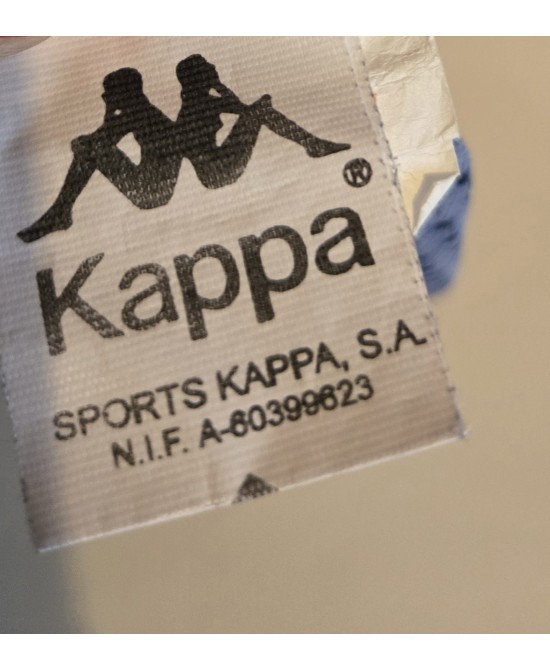 ®
Kappa
SPORTS KAPPA, S.A.
N.I.F. A-60399623